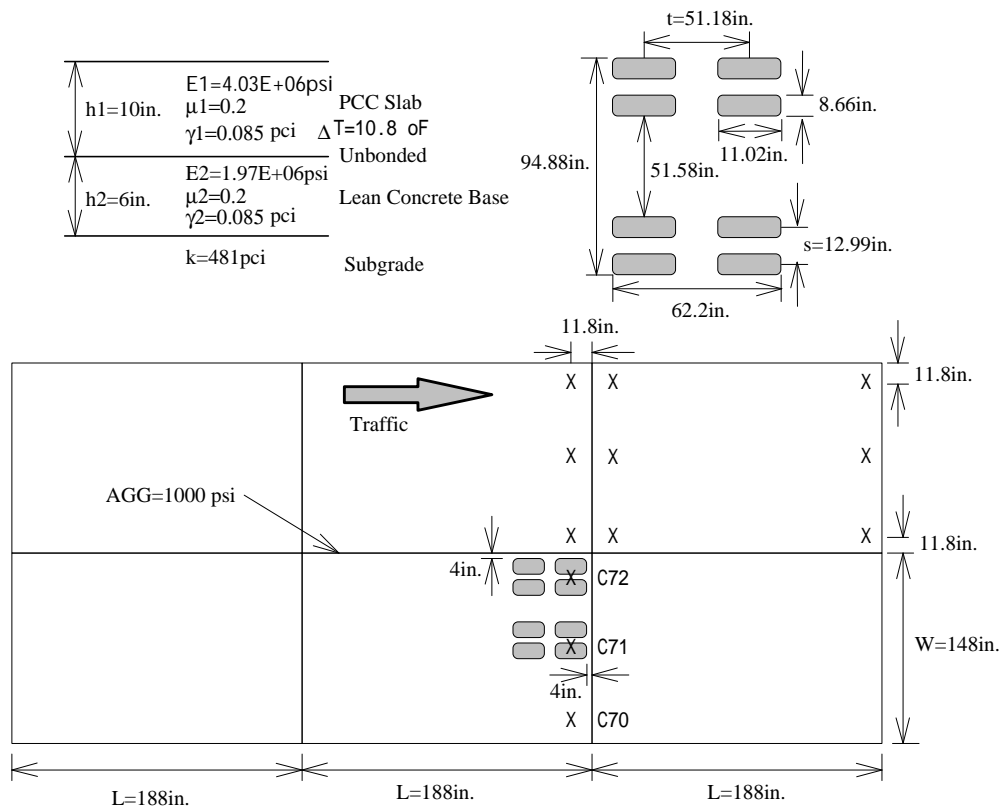 t=51.18in.
E1=4.03E+06psi
h1=10in.
μ1=0.2
PCC Slab
γ1=0.085 pci
ΔT=10.8 oF
Unbonded
8.66in.
11.02in.
94.88in.
51.58in.
E2=1.97E+06psi
h2=6in.
μ2=0.2
Lean Concrete Base
γ2=0.085 pci
s=12.99in.
k=481pci
Subgrade
62.2in.
11.8in.
X X X
11.8in.
Traffic
X X X
AGG=1000 psi
X X X
11.8in.
4in.
X C72
X C71
W=148in.
4in.
X C70
L=188in.
L=188in.
L=188in.